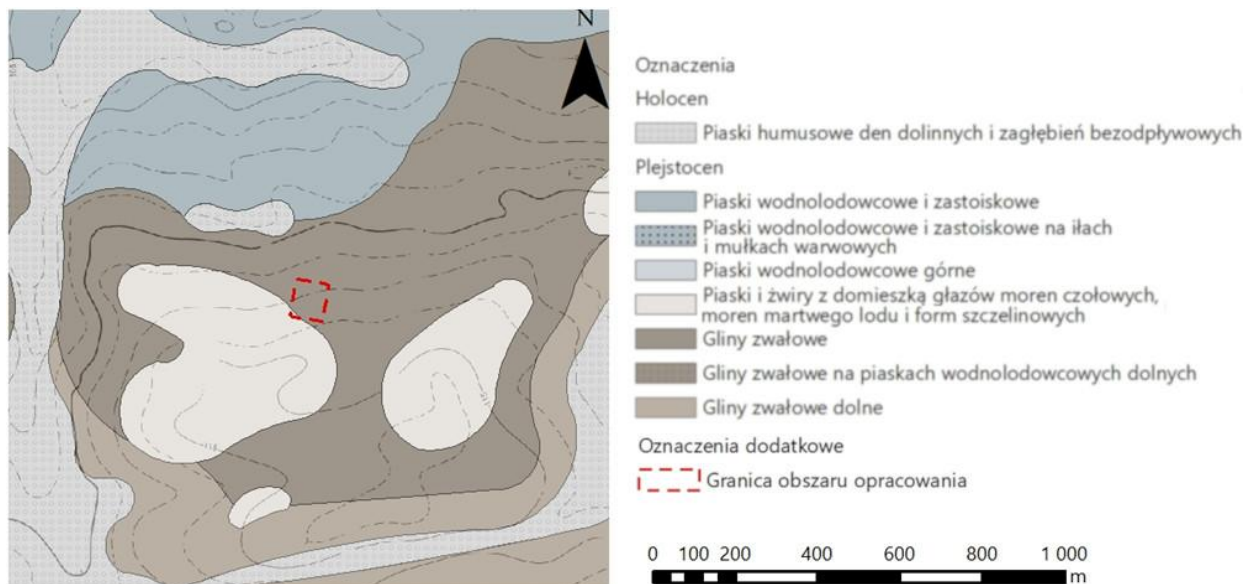 N
Oznaczenia
Holocen
Piaski humusowe den dolinnych i zagłębień bezodpływowych
Plejstocen
Piaski wodnolodowcowe i zastoiskowe
Piaski wodnolodowcowe i zastoiskowe na iłach
i mułkach warwowych
Piaski wodnolodowcowe górne
Piaski i żwiry z domieszką głazów moren czołowych,
moren martwego lodu i form szczelinowych
Gliny zwałowe
Gliny zwałowe na piaskach wodnolodowcowych dolnych
Gliny zwałowe dolne
Oznaczenia dodatkowe
Granica obszaru opracowania
0 100 200 400 600 800 1 000
m